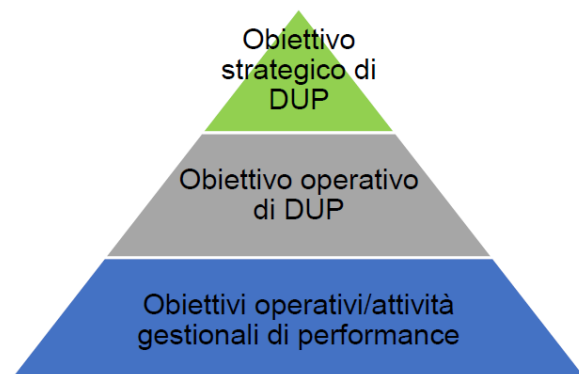 Obiettivo
strategico di
DUP
Obiettivo operativo
di DUP
Obiettivi operativi/attività
gestionali di performance